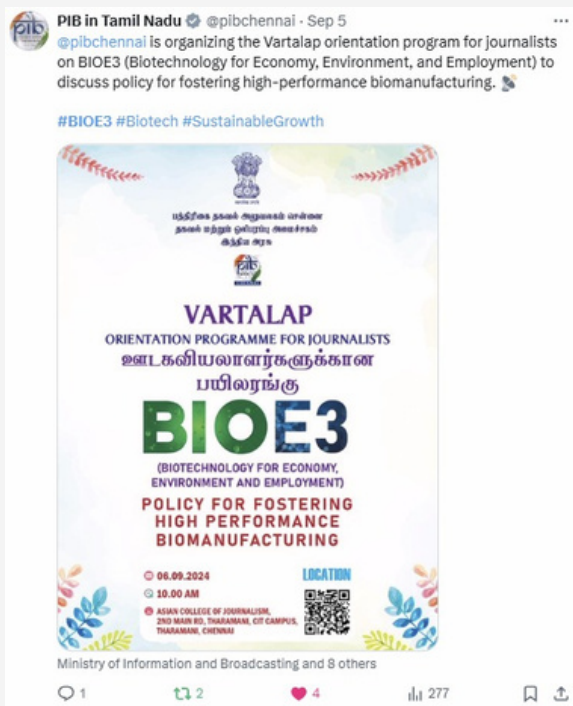 PIB in Tamil Nadu @pibchennai · Sep 5
@pibchennai is organizing the Vartalap orientation program for journalists
on BIOE3 (Biotechnology for Economy, Environment, and Employment) to
discuss policy for fostering high-performance biomanufacturing.
#BIOE3 #Biotech #SustainableGrowth
பத்திரிகை தகவல் அலுவலகம் சென்னை
தகவல் மற்றும் ஒலிபரப்பு அமைச்சகம்
இந்திய அரசு
pib
VARTALAP
ORIENTATION PROGRAMME FOR JOURNALISTS
ஊடகவியலாளர்களுக்கான
பயிலரங்கு
BIOE3
(BIOTECHNOLOGY FOR ECONOMY,
ENVIRONMENT AND EMPLOYMENT)
POLICY FOR FOSTERING
HIGH PERFORMANCE
BIOMANUFACTURING
06.09.2024
LOCATION
10.00 AM
ASIAN COLLEGE OF JOURNALISM,
2ND MAIN RD, THARAMANI, CIT CAMPUS,
THARAMANI, CHENNAI
Ministry of Information and Broadcasting and 8 others
1 2 4 277